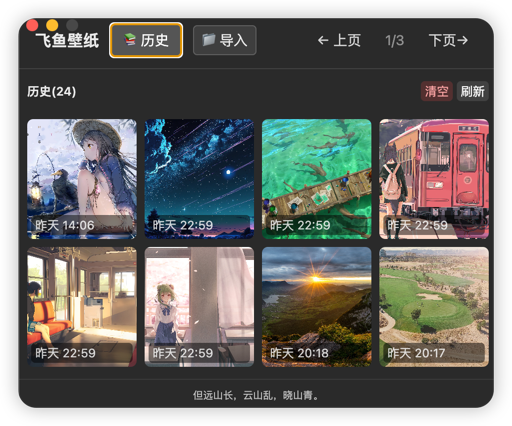 飞鱼壁纸 历史 导入 ← 上页 1/3 下页→
历史(24) 清空 刷新
昨天 14:06 昨天 22:59 昨天 22:59 昨天 22:59
昨天 22:59 昨天 22:59 昨天 20:18 昨天 20:17
但远山长，云山乱，晓山青。